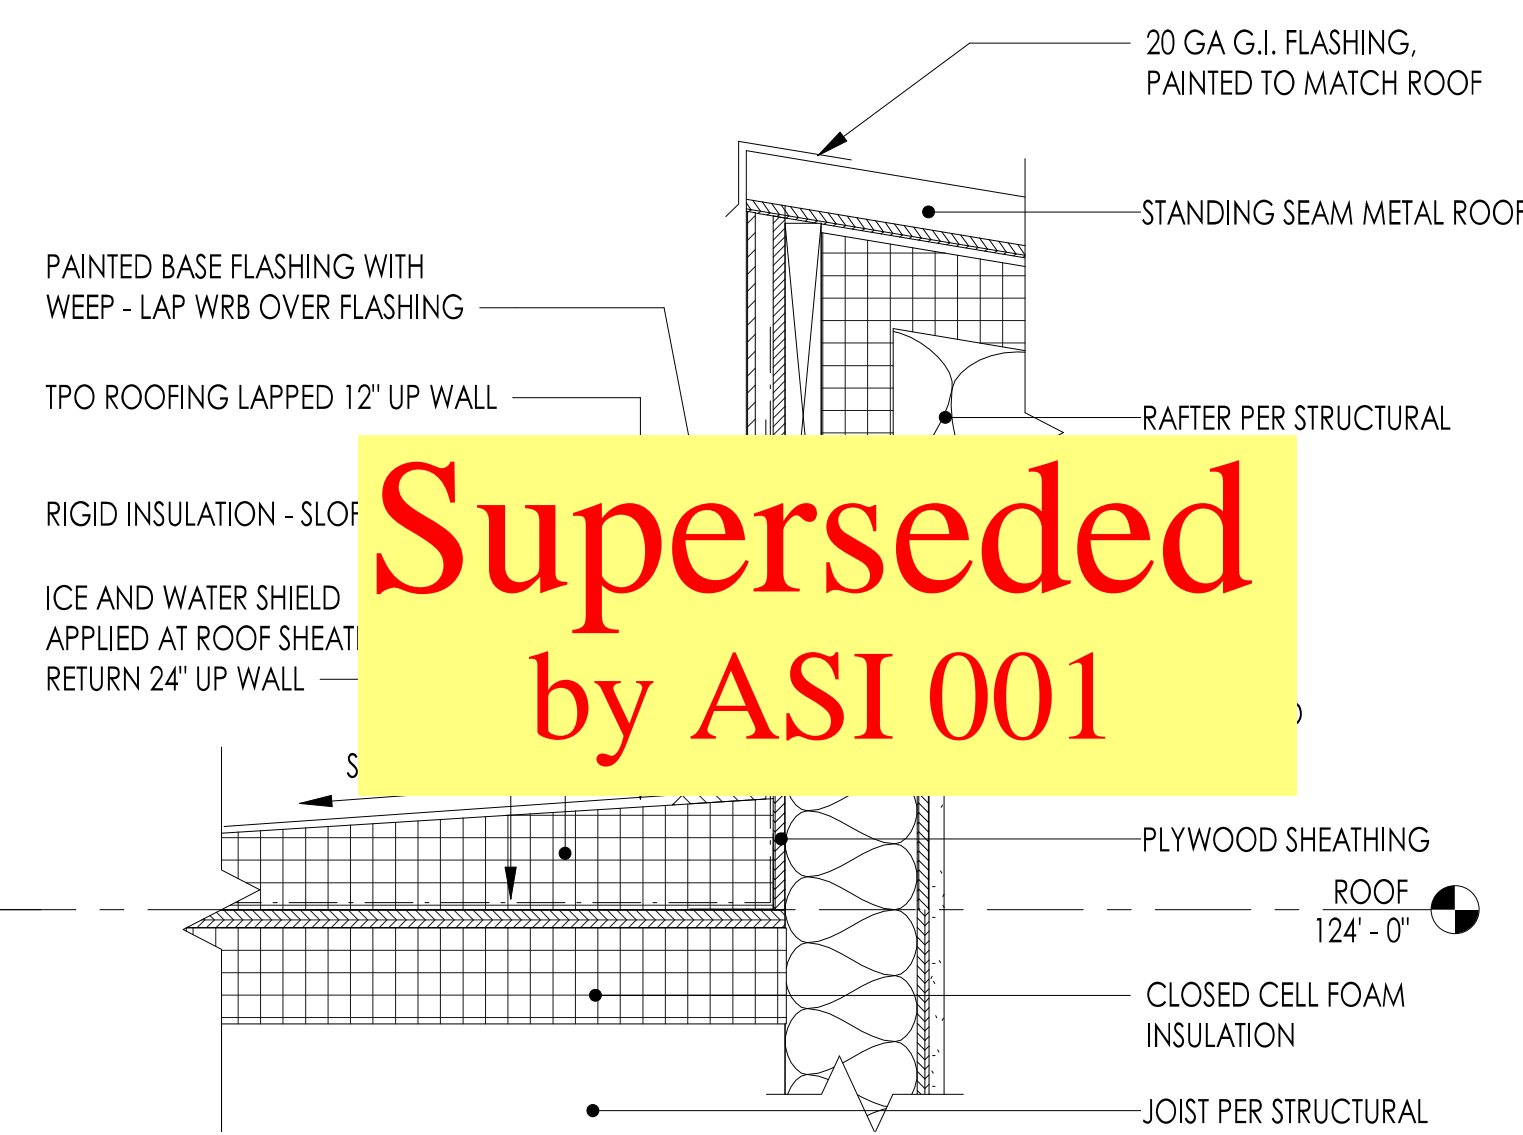 20 GA G.I. FLASHING,
PAINTED TO MATCH ROOF
STANDING SEAM METAL ROOF
PAINTED BASE FLASHING WITH
WEEP - LAP WRB OVER FLASHING
TPO ROOFING LAPPED 12" UP WALL
RAFTER PER STRUCTURAL
RIGID INSULATION -
ICE AND WATER SHIELD
APPLIED AT ROOF
RETURN 24" UP WALL
Superseded
by ASI 001
PLYWOOD SHEATHING
ROOF
124' - 0"
CLOSED CELL FOAM
INSULATION
JOIST PER STRUCTURAL